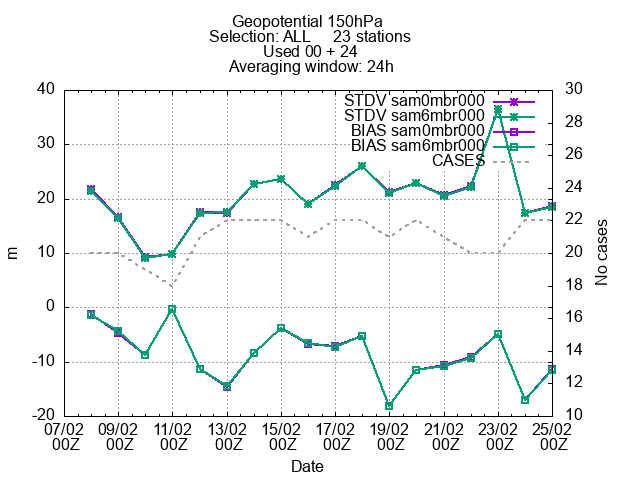 Geopotential 150hPa
Selection: ALL 23 stations
Used 00 + 24
Averaging window: 24h
STDV sam0mbr000
STDV sam6mbr000
BIAS sam0mbr000
BIAS sam6mbr000
CASES
40
30
20
10
0
-10
-20
m
30
28
26
24
22
20
18
16
14
12
10
No cases
07/02 09/02 11/02 13/02 15/02 17/02 19/02 21/02 23/02 25/02
00Z 00Z 00Z 00Z 00Z 00Z 00Z 00Z 00Z 00Z
Date